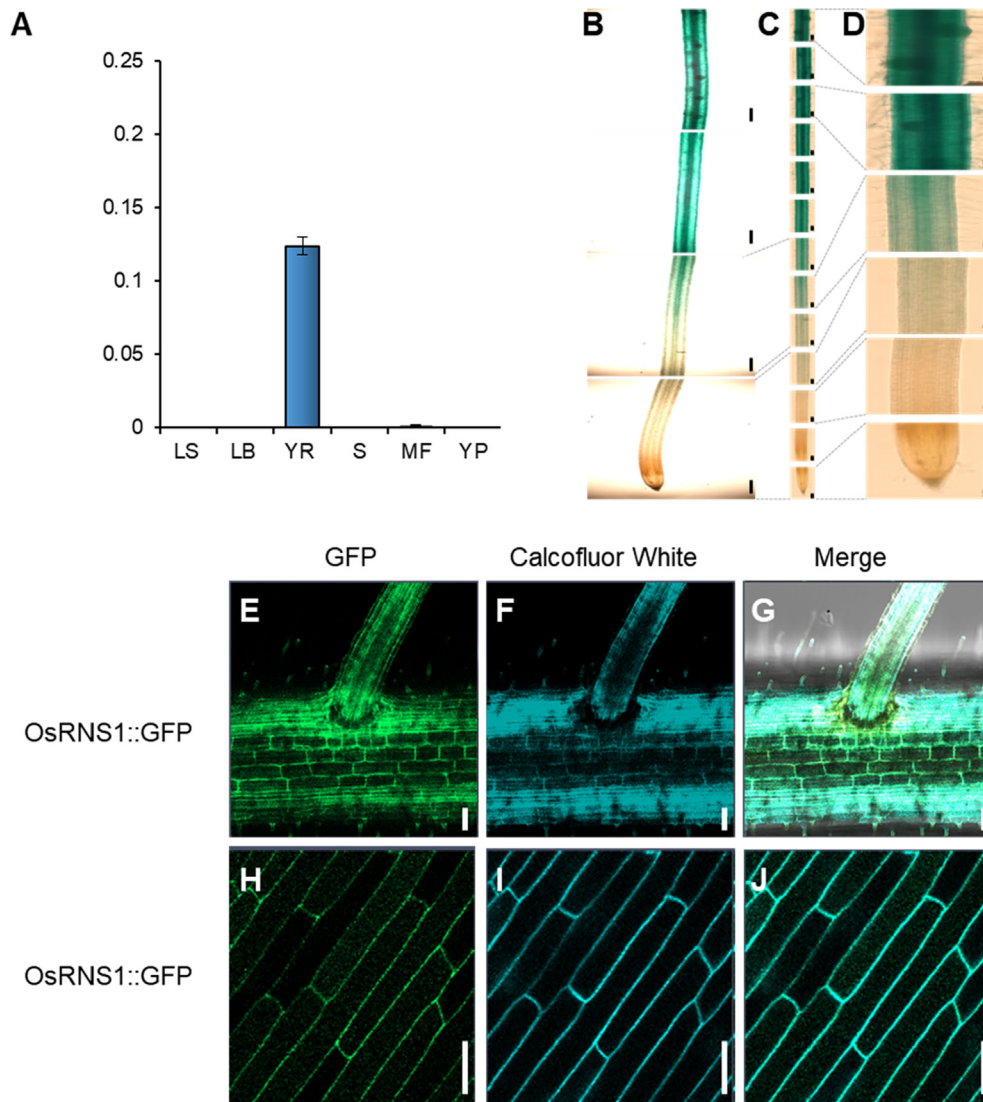 A
0.25
0.2
0.15
0.1
0.05
0
LS LB YR S MF YP
B
C
D
GFP
Calcofluor White
Merge
OsRNS1::GFP
E
F
G
OsRNS1::GFP
H
I
J